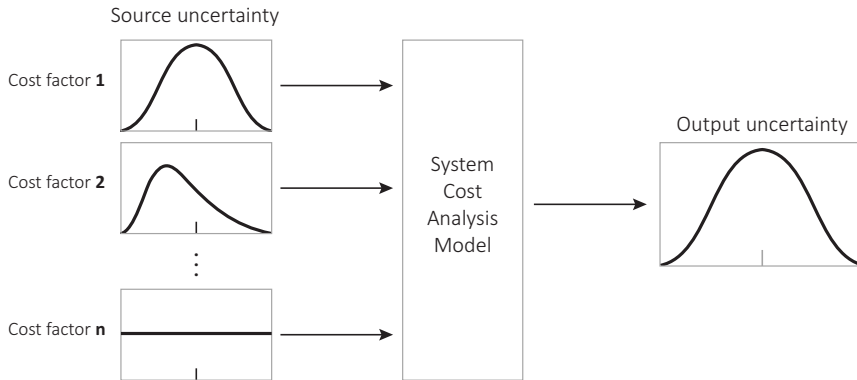 Source uncertainty
Cost factor 1
Cost factor 2
Cost factor n
System
Cost
Analysis
Model
Output uncertainty